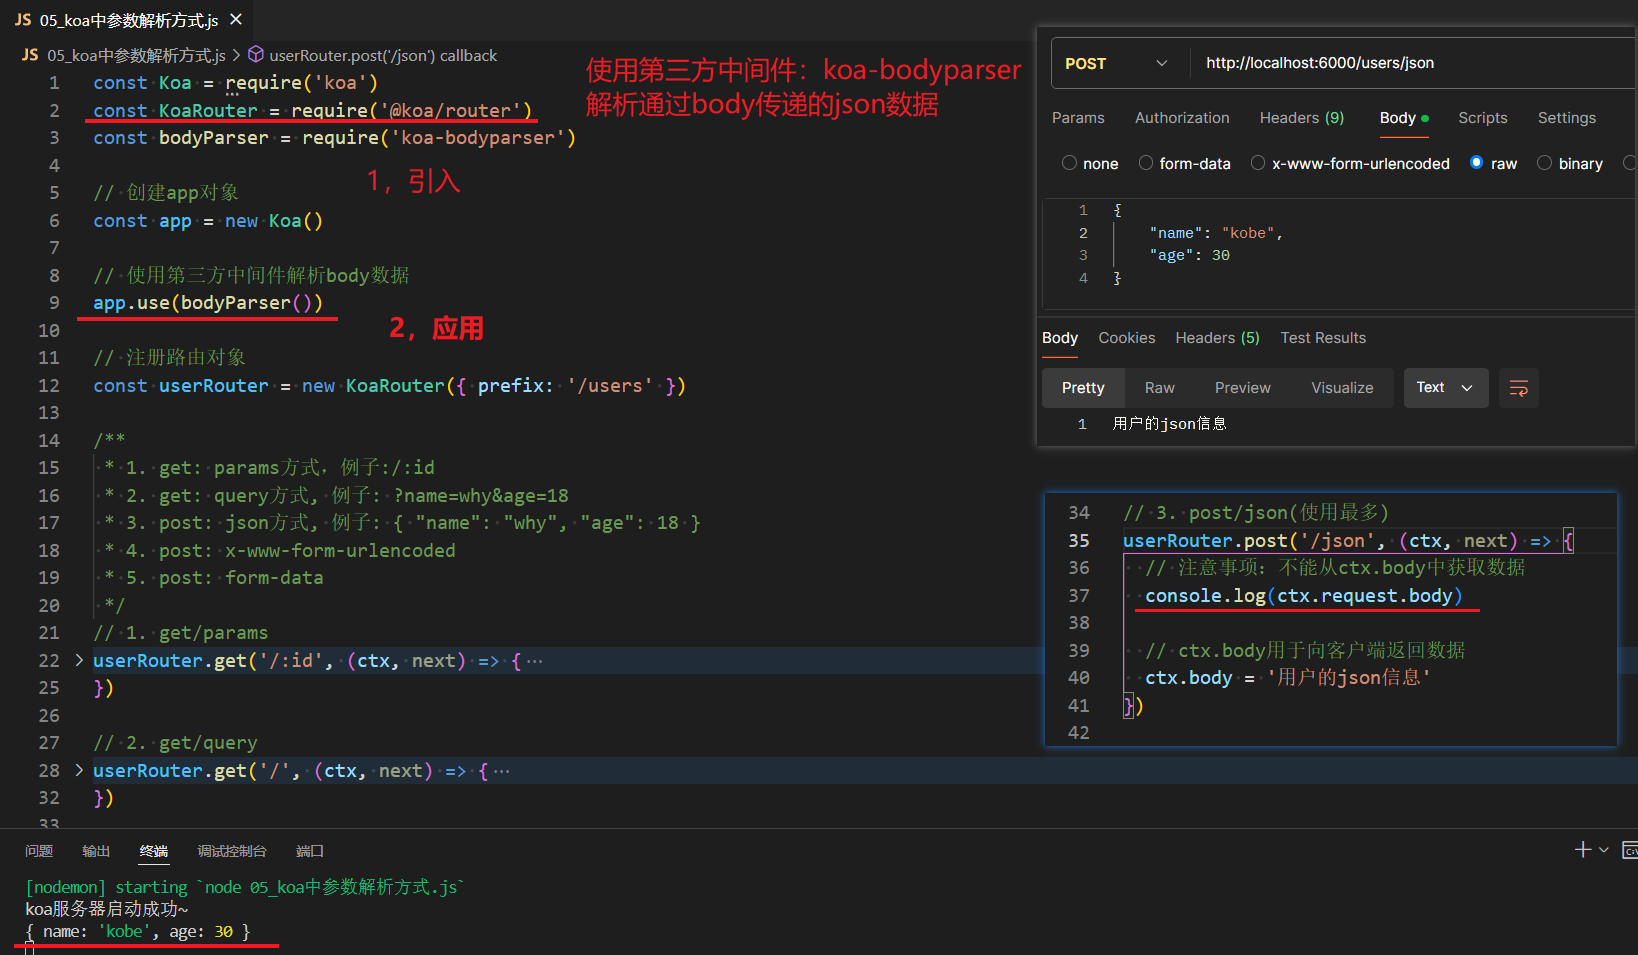 JS 05_koa中参数解析方式.js ×
JS 05_koa中参数解析方式.js > userRouter.post('/json') callback
1 const Koa = require('koa')
2 const KoaRouter = require('@koa/router')
3 const bodyParser = require('koa-bodyparser')
4
5 // 创建app对象
6 const app = new Koa()
7
8 // 使用第三方中间件解析body数据
9 app.use(bodyParser())
10
11 // 注册路由对象
12 const userRouter = new KoaRouter({ prefix: '/users' })
13
14 /**
15 * 1. get: params方式，例子:/:id
16 * 2. get: query方式, 例子: ?name=why&age=18
17 * 3. post: json方式, 例子: { "name": "why", "age": 18 }
18 * 4. post: x-www-form-urlencoded
19 * 5. post: form-data
20 */
21 // 1. get/params
22 > userRouter.get('/:id', (ctx, next) => {···
25 })
26
27 // 2. get/query
28 > userRouter.get('/', (ctx, next) => {···
32 })
33
使用第三方中间件：koa-bodyparser
解析通过body传递的json数据
1，引入
2，应用
POST http://localhost:6000/users/json
Params Authorization Headers (9) Body Scripts Settings
none form-data x-www-form-urlencoded raw binary
1 {
2 "name": "kobe",
3 "age": 30
4 }
Body Cookies Headers (5) Test Results
Pretty Raw Preview Visualize Text
1 用户的json信息
34 // 3. post/json(使用最多)
35 userRouter.post('/json', (ctx, next) => {
36 // 注意事项: 不能从ctx.body中获取数据
37 console.log(ctx.request.body)
38
39 // ctx.body用于向客户端返回数据
40 ctx.body = '用户的json信息'
41 })
42
问题 输出 终端 调试控制台 端口
[nodemon] starting `node 05_koa中参数解析方式.js`
koa服务器启动成功~
{ name: 'kobe', age: 30 }